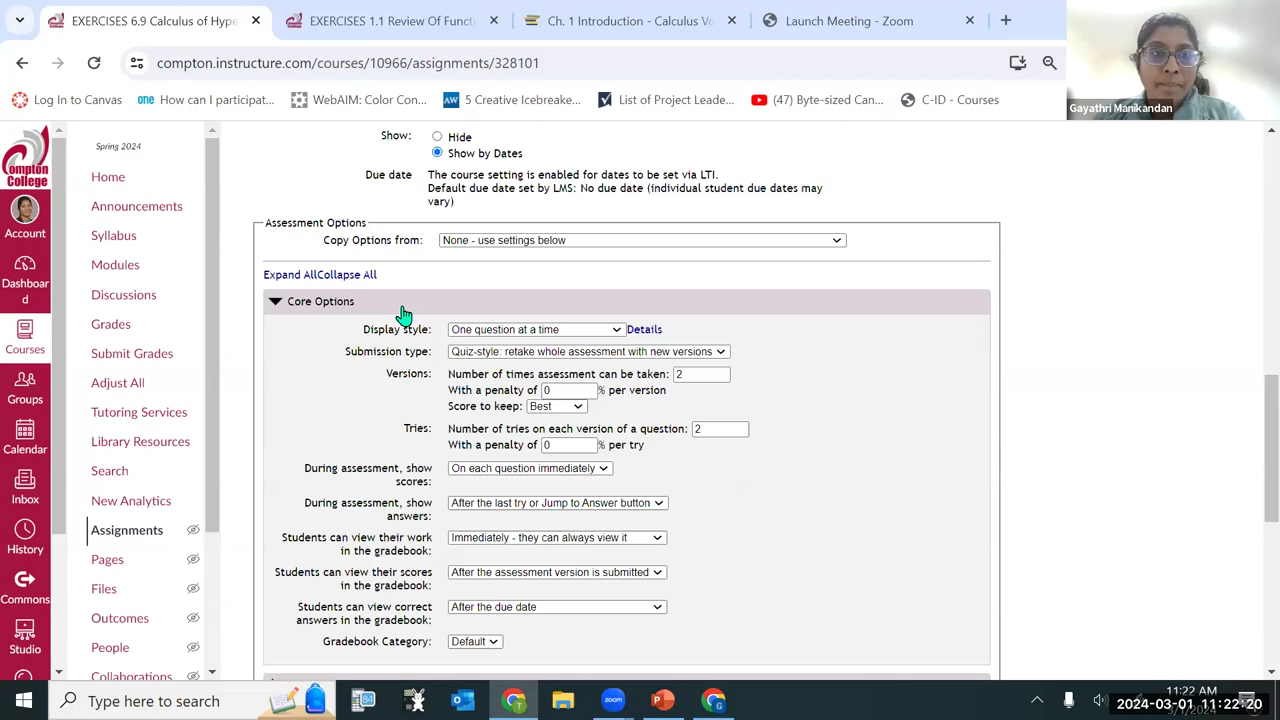 EXERCISES 6.9 Calculus of Hype
EXERCISES 1.1 Review Of Funct
Ch. 1 Introduction - Calculus Vo
Launch Meeting - Zoom
compton.instructure.com/courses/10966/assignments/328101
Log In to Canvas
one How can I participat...
WebAIM: Color Con...
AW 5 Creative Icebreake...
List of Project Leade...
(47) Byte-sized Can...
C-ID - Courses
Gayathri Manikandan
Compton
COLLEGE
Account
Dashboar
d
Courses
Groups
Calendar
Inbox
History
Commons
Studio
Spring 2024
Home
Announcements
Syllabus
Modules
Discussions
Grades
Submit Grades
Adjust All
Tutoring Services
Library Resources
Search
New Analytics
Assignments
Pages
Files
Outcomes
People
Collaborations
Show:
Hide
Show by Dates
Due date
The course setting is enabled for dates to be set via LTI.
Default due date set by LMS: No due date (individual student due dates may
vary)
Assessment Options
Copy Options from: None - use settings below
Expand AllCollapse All
Core Options
Display style: One question at a time Details
Submission type: Quiz-style: retake whole assessment with new versions
Versions: Number of times assessment can be taken: 2
With a penalty of 0 % per version
Score to keep: Best
Tries: Number of tries on each version of a question: 2
With a penalty of 0 % per try
During assessment, show
scores:
On each question immediately
During assessment, show
answers:
After the last try or Jump to Answer button
Students can view their work
in the gradebook:
Immediately - they can always view it
Students can view their scores
in the gradebook:
After the assessment version is submitted
Students can view correct
answers in the gradebook:
After the due date
Gradebook Category: Default
Type here to search
11:22 AM
2024-03-01 11:22:20